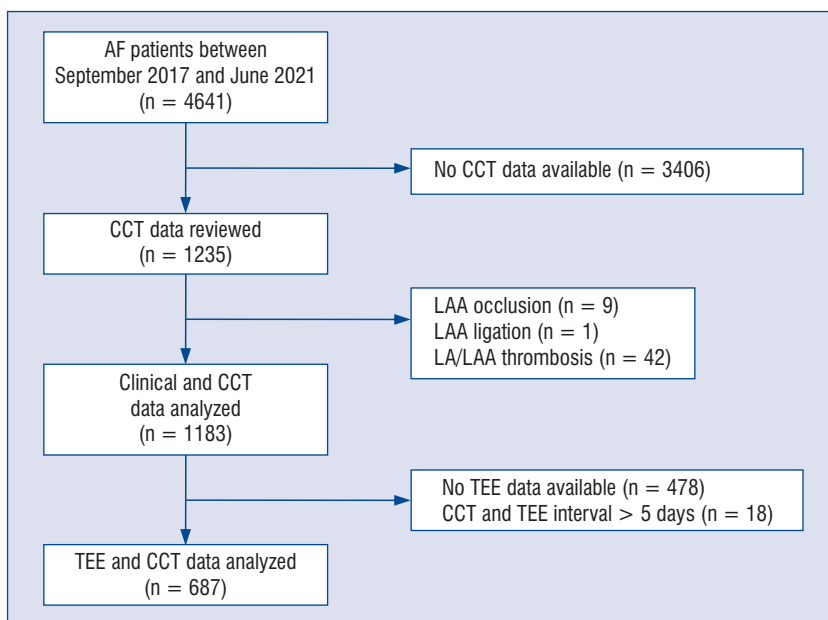 AF patients between
September 2017 and June 2021
(n = 4641)
No CCT data available (n = 3406)
CCT data reviewed
(n = 1235)
LAA occlusion (n = 9)
LAA ligation (n = 1)
LA/LAA thrombosis (n = 42)
Clinical and CCT
data analyzed
(n = 1183)
No TEE data available (n = 478)
CCT and TEE interval > 5 days (n = 18)
TEE and CCT data analyzed
(n = 687)